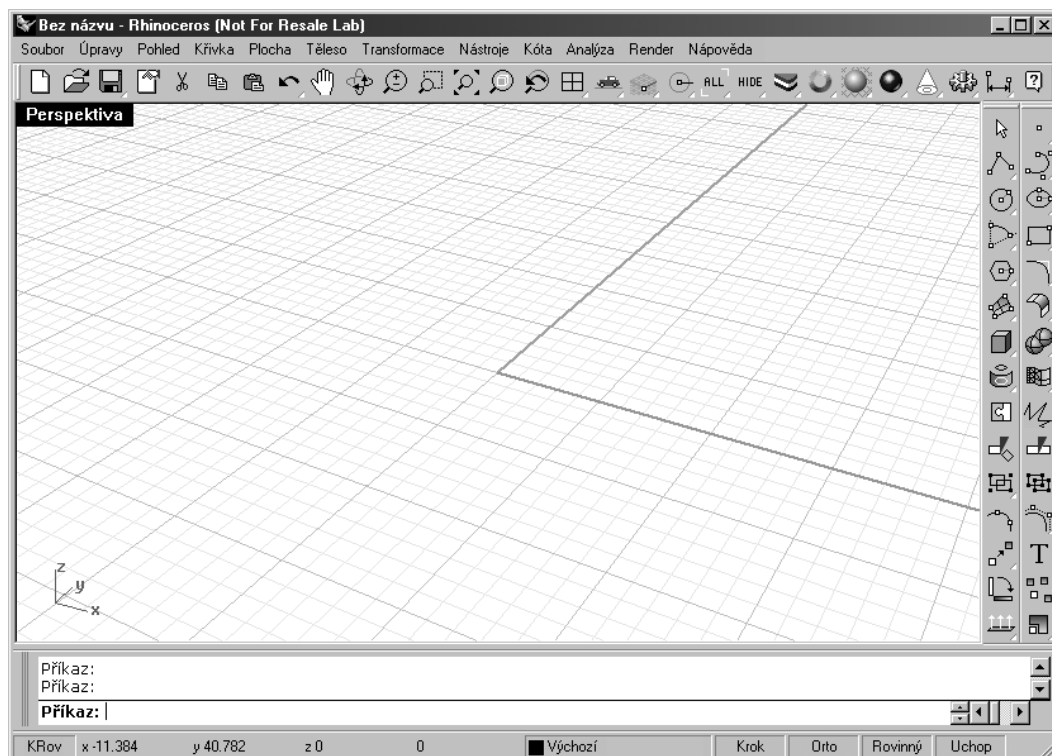 Bez názvu - Rhinoceros (Not For Resale Lab)
Soubor Úpravy Pohled Křivka Plocha Těleso Transformace Nástroje Kóta Analýza Render Nápověda
ALL HIDE
Perspektiva
T
z
y
x
Příkaz:
Příkaz:
Příkaz:
KRov x -11.384 y 40.782 z 0 0 Výchozí Krok Orto Rovinný Uchop